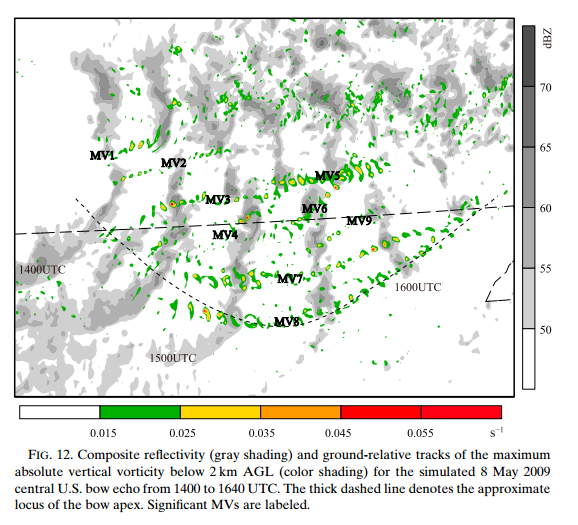 dBZ
70
65
60
55
50
MV1
MV2
MV5
MV3
MV6
MV9
MV4
1400UTC
MV7
1600UTC
MV8
1500UTC
0.015 0.025 0.035 0.045 0.055 s⁻¹
FIG. 12. Composite reflectivity (gray shading) and ground-relative tracks of the maximum
absolute vertical vorticity below 2 km AGL (color shading) for the simulated 8 May 2009
central U.S. bow echo from 1400 to 1640 UTC. The thick dashed line denotes the approximate
locus of the bow apex. Significant MVs are labeled.